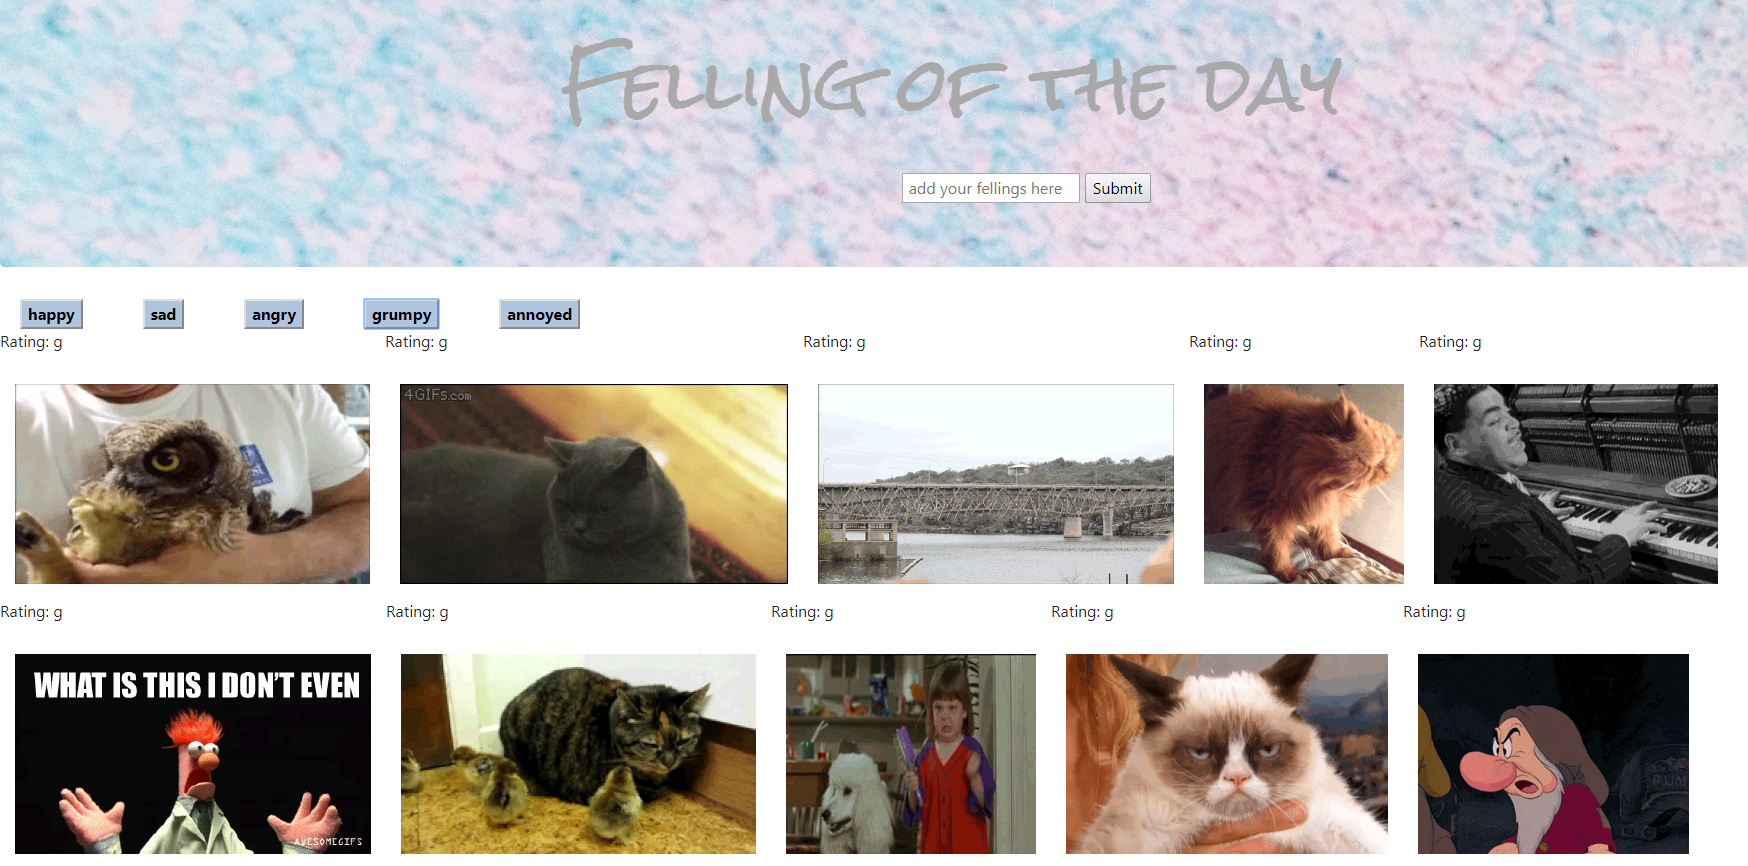 Felling of the day
add your fellings here Submit
happy sad angry grumpy annoyed
Rating: g Rating: g Rating: g Rating: g Rating: g
4GIFs.com
Rating: g Rating: g Rating: g Rating: g Rating: g
WHAT IS THIS I DON'T EVEN
AWESOMEGIFS
RUM